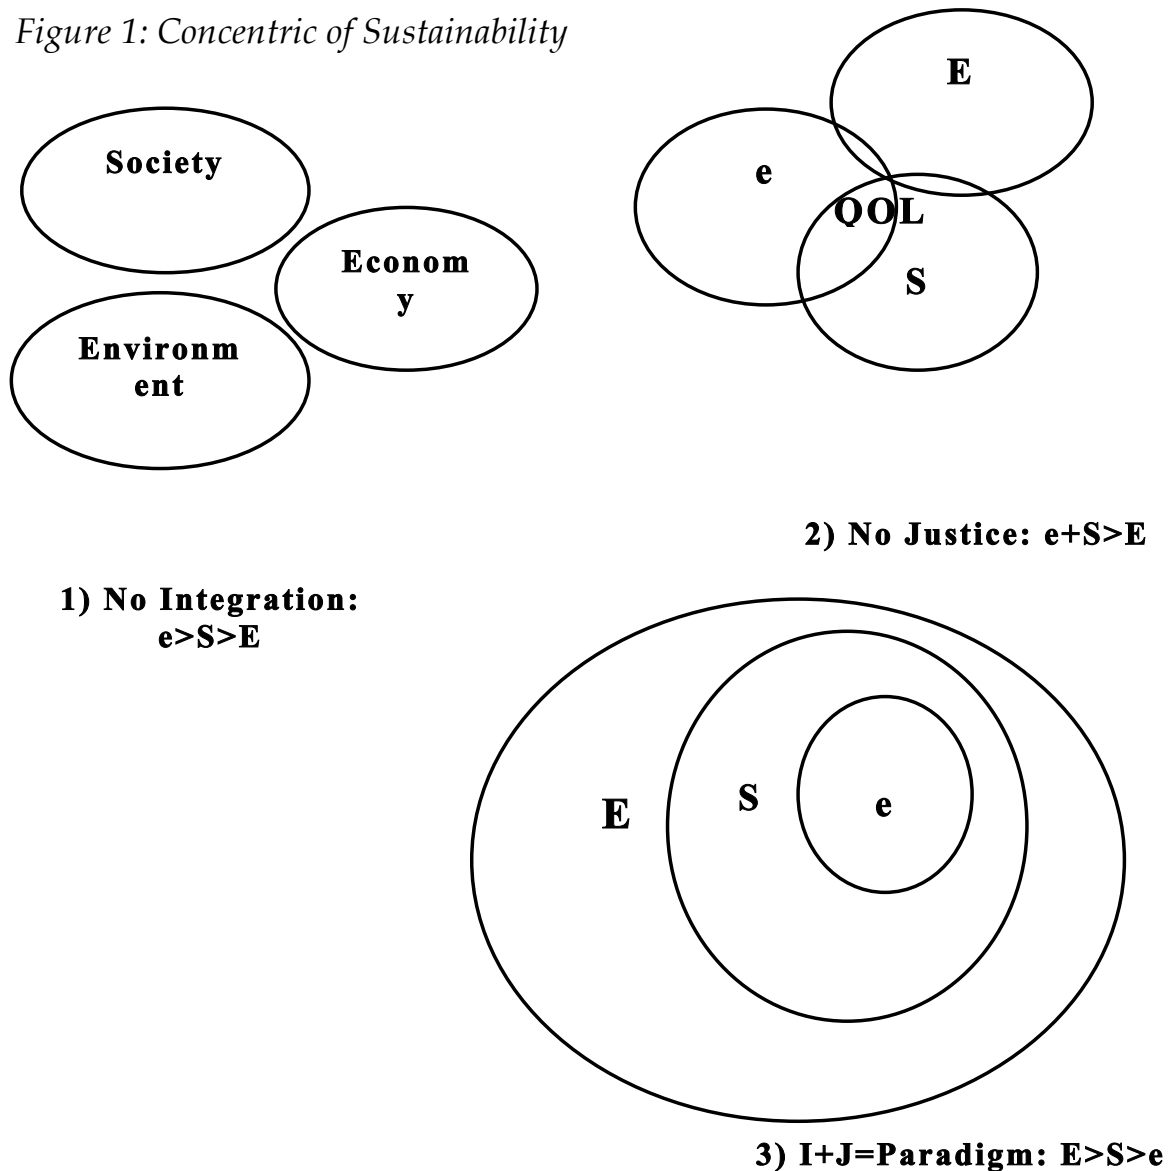 Figure 1: Concentric of Sustainability
Society
Econom
y
Environm
ent
E
e
QOL
S
2) No Justice: e+S>E
1) No Integration:
e>S>E
E
S
e
3) I+J=Paradigm: E>S>e